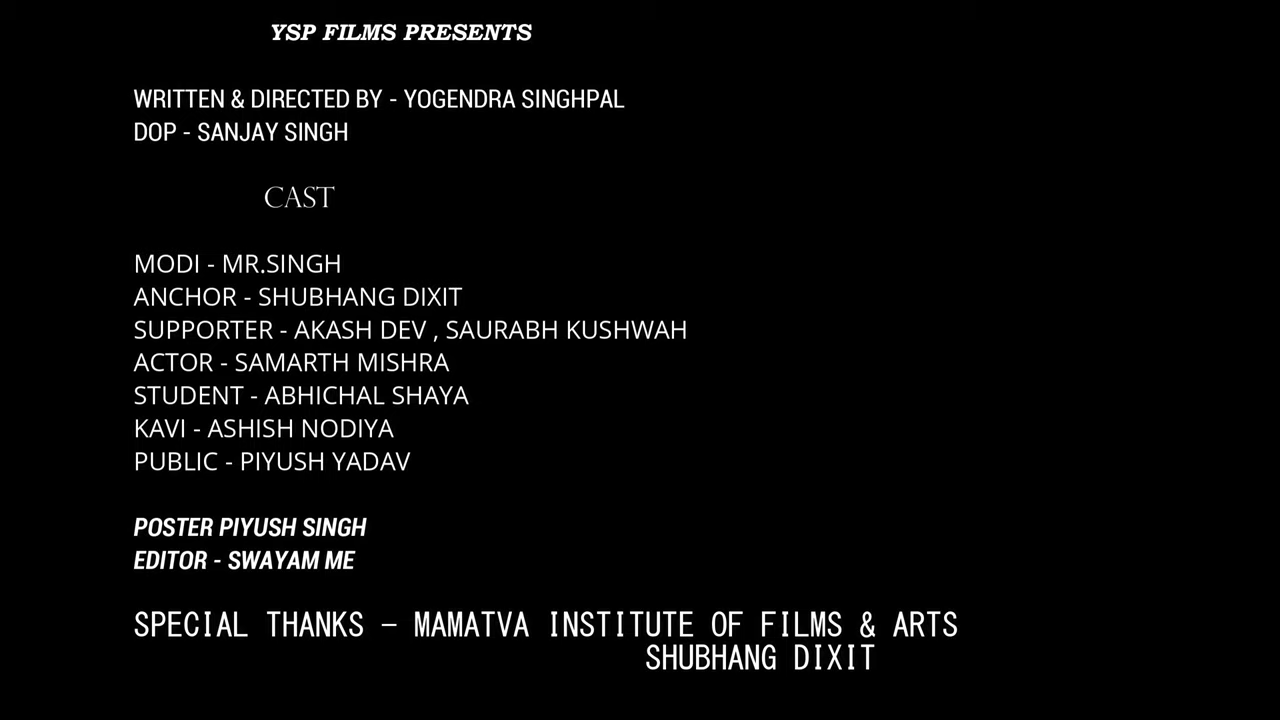 YSP FILMS PRESENTS
WRITTEN & DIRECTED BY - YOGENDRA SINGHPAL
DOP - SANJAY SINGH
CAST
MODI - MR.SINGH
ANCHOR - SHUBHANG DIXIT
SUPPORTER - AKASH DEV , SAURABH KUSHWAH
ACTOR - SAMARTH MISHRA
STUDENT - ABHICHAL SHAYA
KAVI - ASHISH NODIYA
PUBLIC - PIYUSH YADAV
POSTER PIYUSH SINGH
EDITOR - SWAYAM ME
SPECIAL THANKS - MAMATVA INSTITUTE OF FILMS & ARTS
SHUBHANG DIXIT